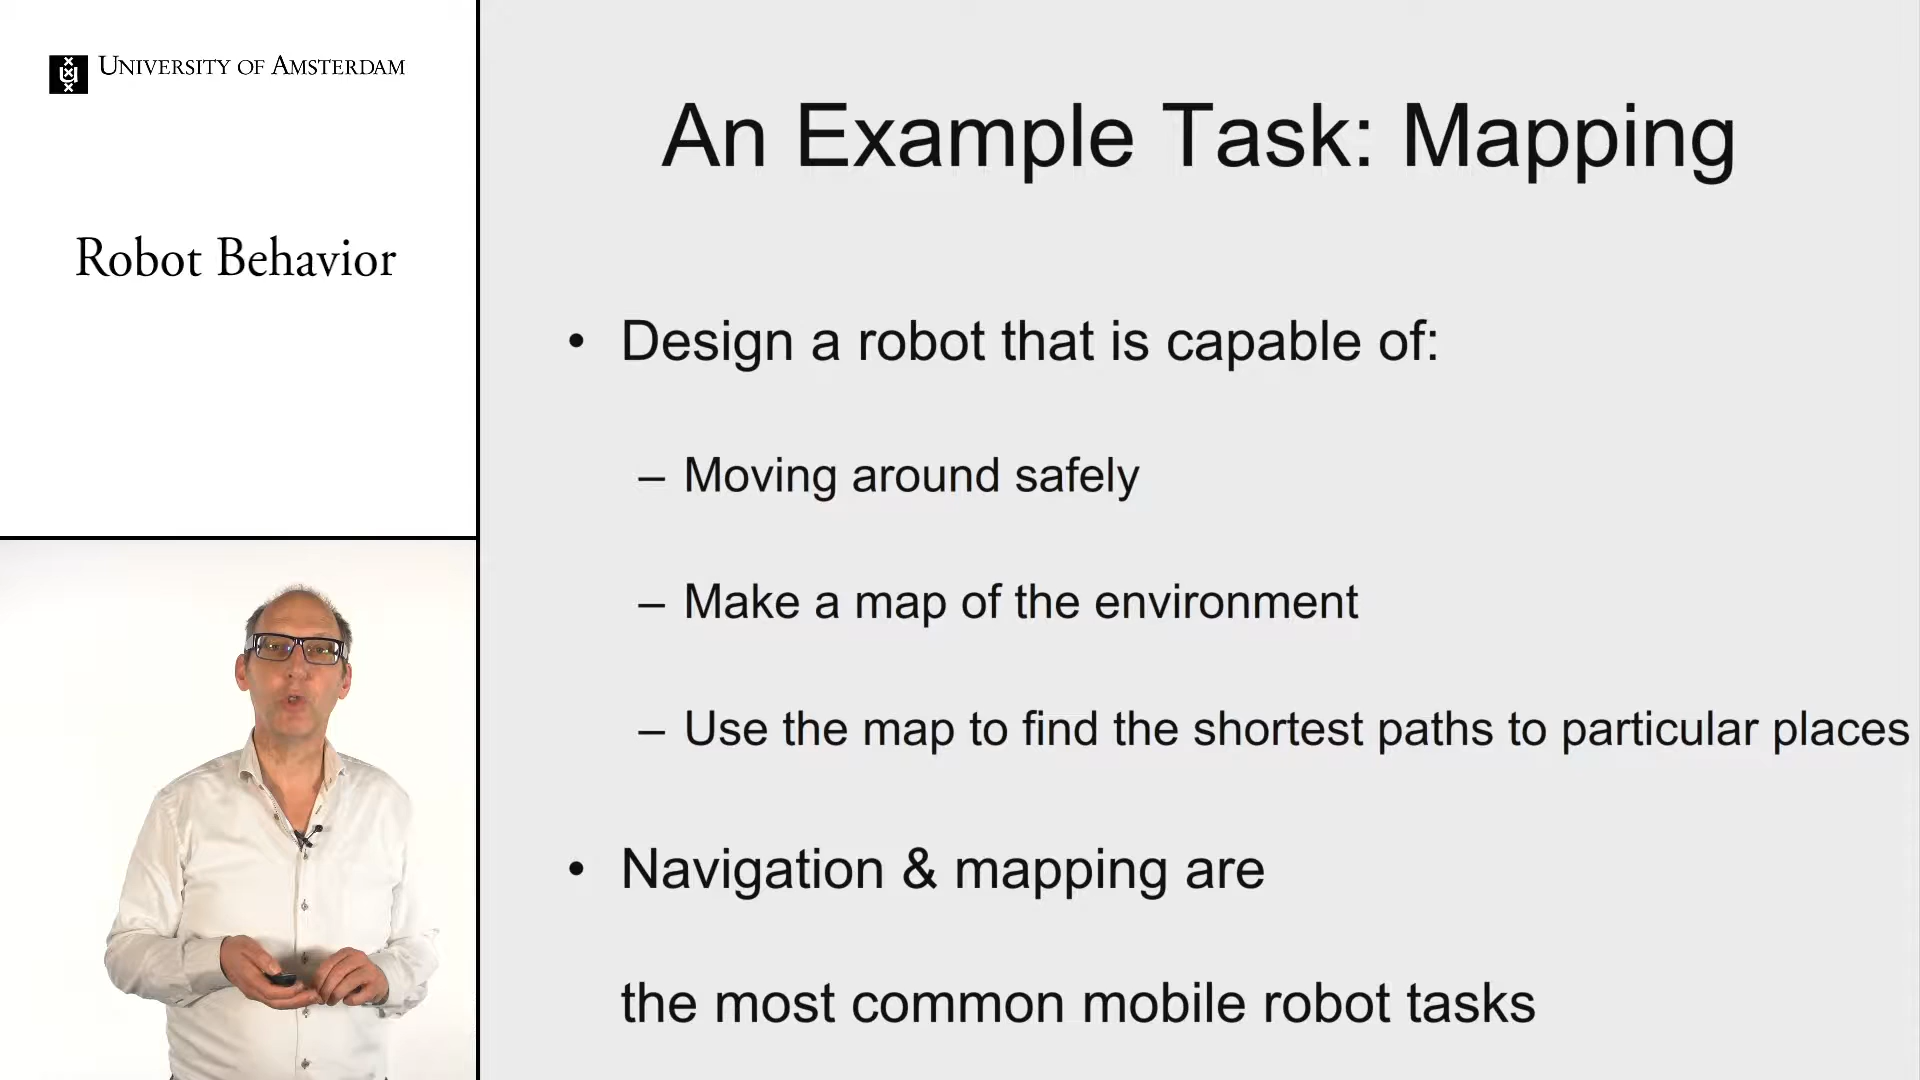 UNIVERSITY OF AMSTERDAM
Robot Behavior
An Example Task: Mapping
• Design a robot that is capable of:
– Moving around safely
– Make a map of the environment
– Use the map to find the shortest paths to particular places
• Navigation & mapping are
the most common mobile robot tasks